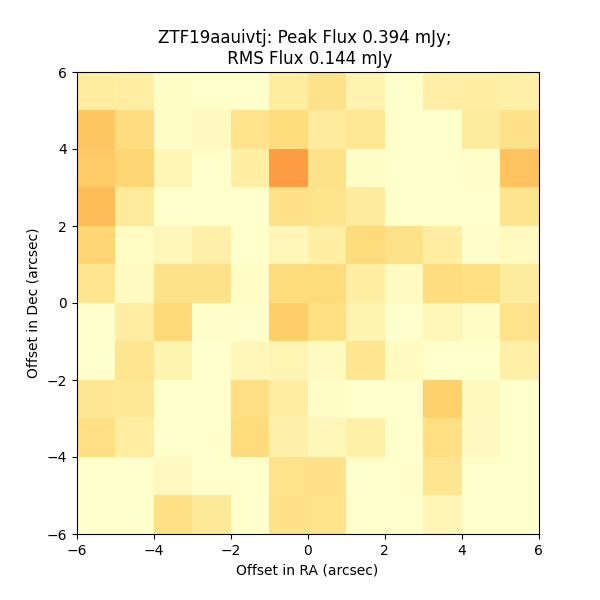 ZTF19aauivtj: Peak Flux 0.394 mJy;
RMS Flux 0.144 mJy
6
4
2
0
−2
−4
−6
Offset in Dec (arcsec)
−6 −4 −2 0 2 4 6
Offset in RA (arcsec)